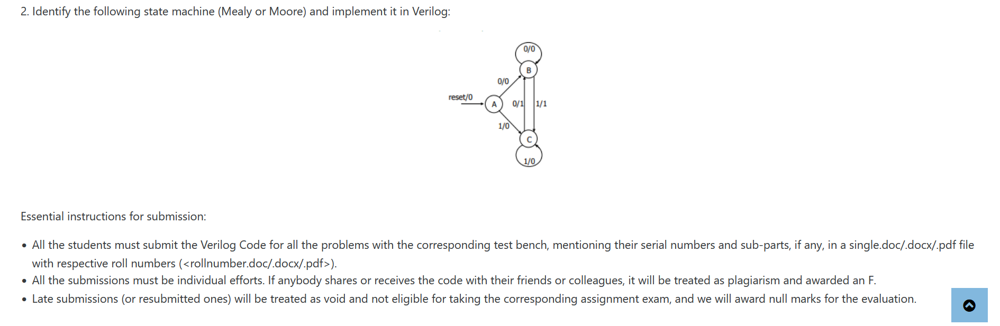 2. Identify the following state machine (Mealy or Moore) and implement it in Verilog:
0/0
B
0/0
reset/0
A
0/1
1/1
1/0
C
1/0
Essential instructions for submission:
• All the students must submit the Verilog Code for all the problems with the corresponding test bench, mentioning their serial numbers and sub-parts, if any, in a single.doc/.docx/.pdf file
with respective roll numbers (<rollnumber.doc/.docx/.pdf>).
• All the submissions must be individual efforts. If anybody shares or receives the code with their friends or colleagues, it will be treated as plagiarism and awarded an F.
• Late submissions (or resubmitted ones) will be treated as void and not eligible for taking the corresponding assignment exam, and we will award null marks for the evaluation.